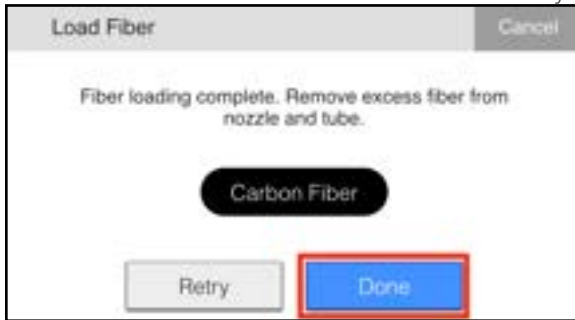 Load Fiber
Cancel
Fiber loading complete. Remove excess fiber from
nozzle and tube.
Carbon Fiber
Retry
Done